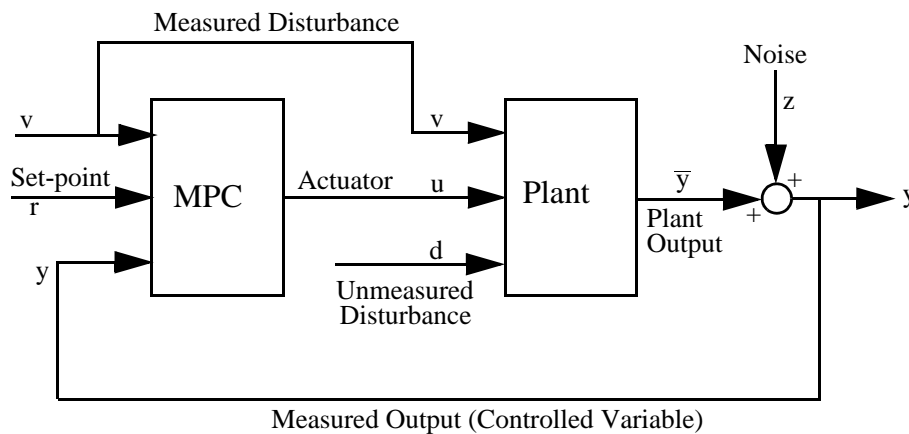 Measured Disturbance
Noise
z
v
v
Set-point
r
MPC
Actuator
u
Plant
y̅
Plant
Output
+
+
y
y
d
Unmeasured
Disturbance
Measured Output (Controlled Variable)